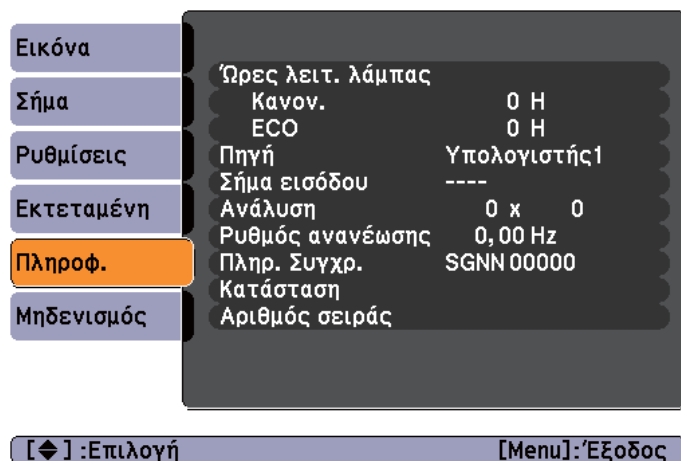 Εικόνα
Σήμα
Ρυθμίσεις
Εκτεταμένη
Πληροφ.
Μηδενισμός
Ώρες λειτ. λάμπας
Κανον. 0 H
ECO 0 H
Πηγή Υπολογιστής1
Σήμα εισόδου ----
Ανάλυση 0 x 0
Ρυθμός ανανέωσης 0,00 Hz
Πληρ. Συγχρ. SGNN 00000
Κατάσταση
Αριθμός σειράς
[◆] :Επιλογή [Menu]:Έξοδος